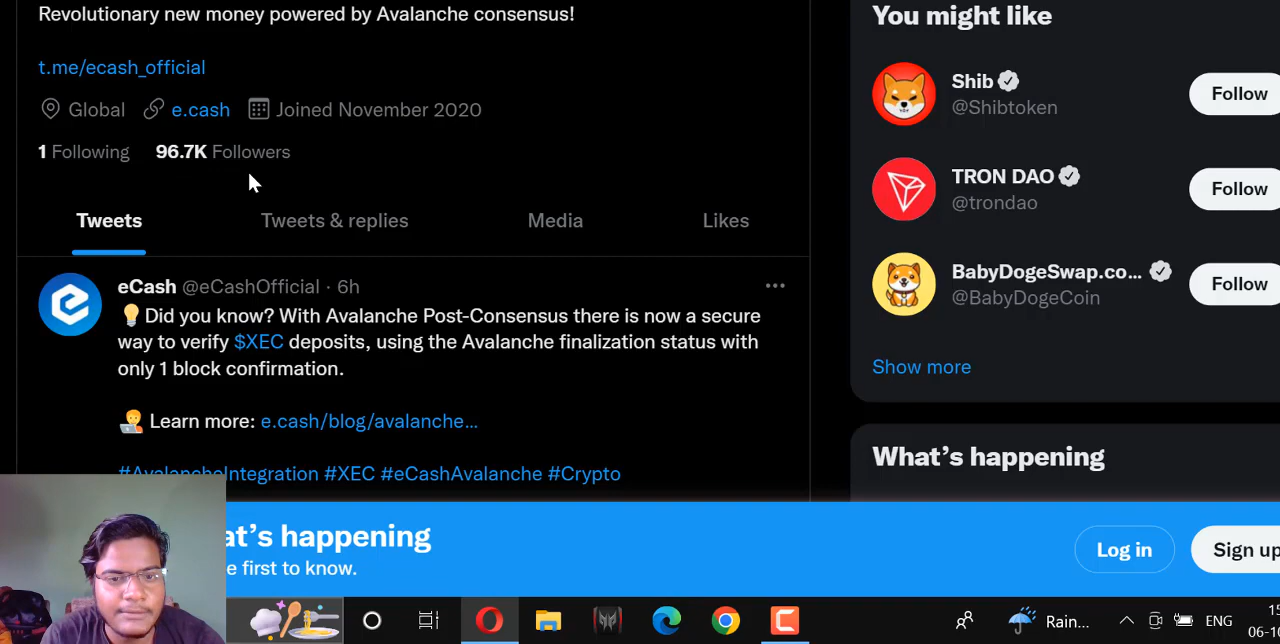 Revolutionary new money powered by Avalanche consensus!
t.me/ecash_official
Global e.cash Joined November 2020
1 Following 96.7K Followers
Tweets Tweets & replies Media Likes
eCash @eCashOfficial · 6h
Did you know? With Avalanche Post-Consensus there is now a secure
way to verify $XEC deposits, using the Avalanche finalization status with
only 1 block confirmation.
Learn more: e.cash/blog/avalanche...
#AvalancheIntegration #XEC #eCashAvalanche #Crypto
You might like
Shib
@Shibtoken
Follow
TRON DAO
@trondao
Follow
BabyDogeSwap.co...
@BabyDogeCoin
Follow
Show more
What's happening
at's happening
e first to know.
Log in
Sign up
Rain...
ENG
15
06-10